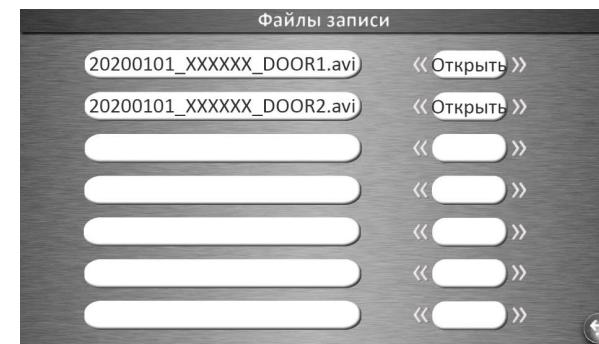 Файлы записи
20200101_XXXXXX_DOOR1.avi Открыть
20200101_XXXXXX_DOOR2.avi Открыть